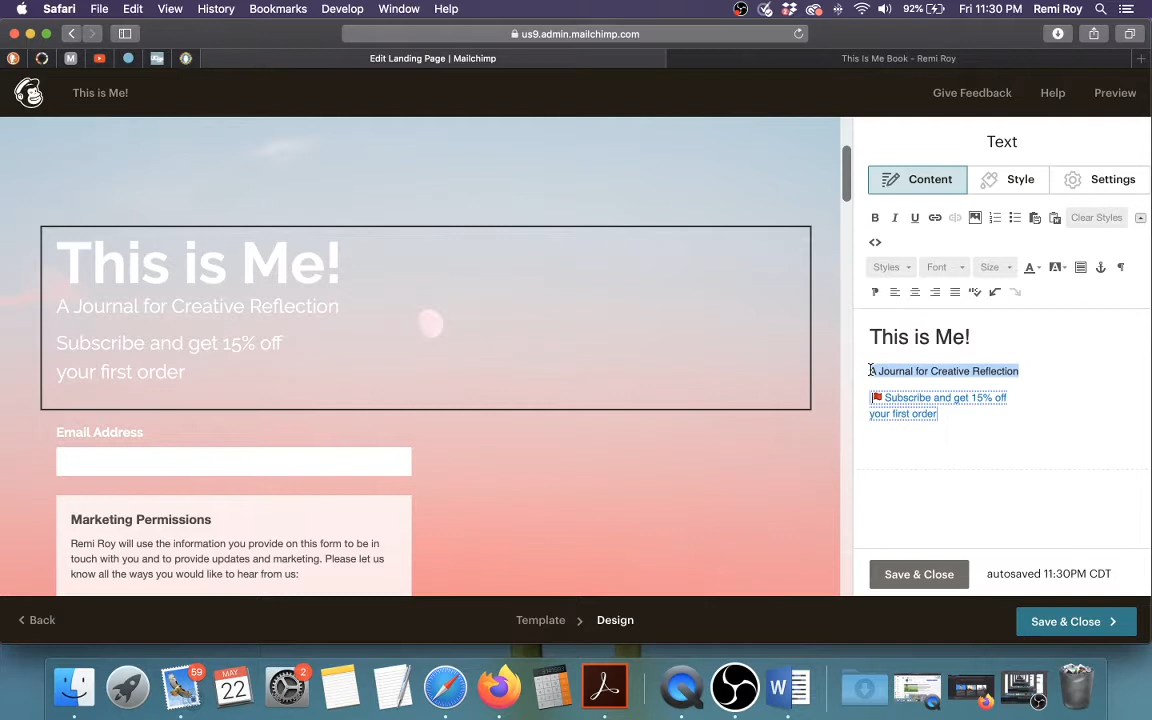 Safari File Edit View History Bookmarks Develop Window Help 92% Fri 11:30 PM Remi Roy
us9.admin.mailchimp.com
M Edit Landing Page | Mailchimp This Is Me Book - Remi Roy
This is Me! Give Feedback Help Preview
This is Me!
A Journal for Creative Reflection
Subscribe and get 15% off
your first order
Email Address
Marketing Permissions
Remi Roy will use the information you provide on this form to be in
touch with you and to provide updates and marketing. Please let us
know all the ways you would like to hear from us:
Text
Content Style Settings
B I U Clear Styles
Styles Font Size A A
This is Me!
A Journal for Creative Reflection
Subscribe and get 15% off
your first order
Save & Close autosaved 11:30PM CDT
Back Template Design Save & Close
59 MAY 22 2 W